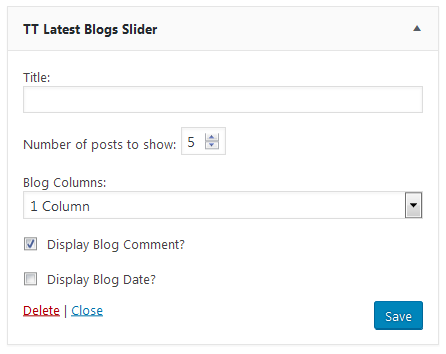 TT Latest Blogs Slider
Title:
Number of posts to show: 5
Blog Columns:
1 Column
Display Blog Comment?
Display Blog Date?
Delete | Close
Save